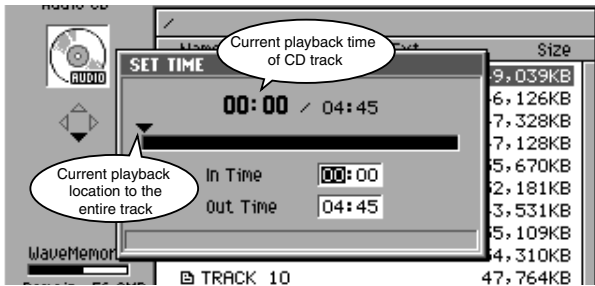 Audio CD
/
Size
AUDIO
SET TIME
Current playback time
of CD track
00:00 / 04:45
Current playback
location to the
entire track
In Time 00:00
Out Time 04:45
9,039KB
6,126KB
7,328KB
7,128KB
5,670KB
2,181KB
3,531KB
5,109KB
4,310KB
WaveMemor
TRACK 10 47,764KB